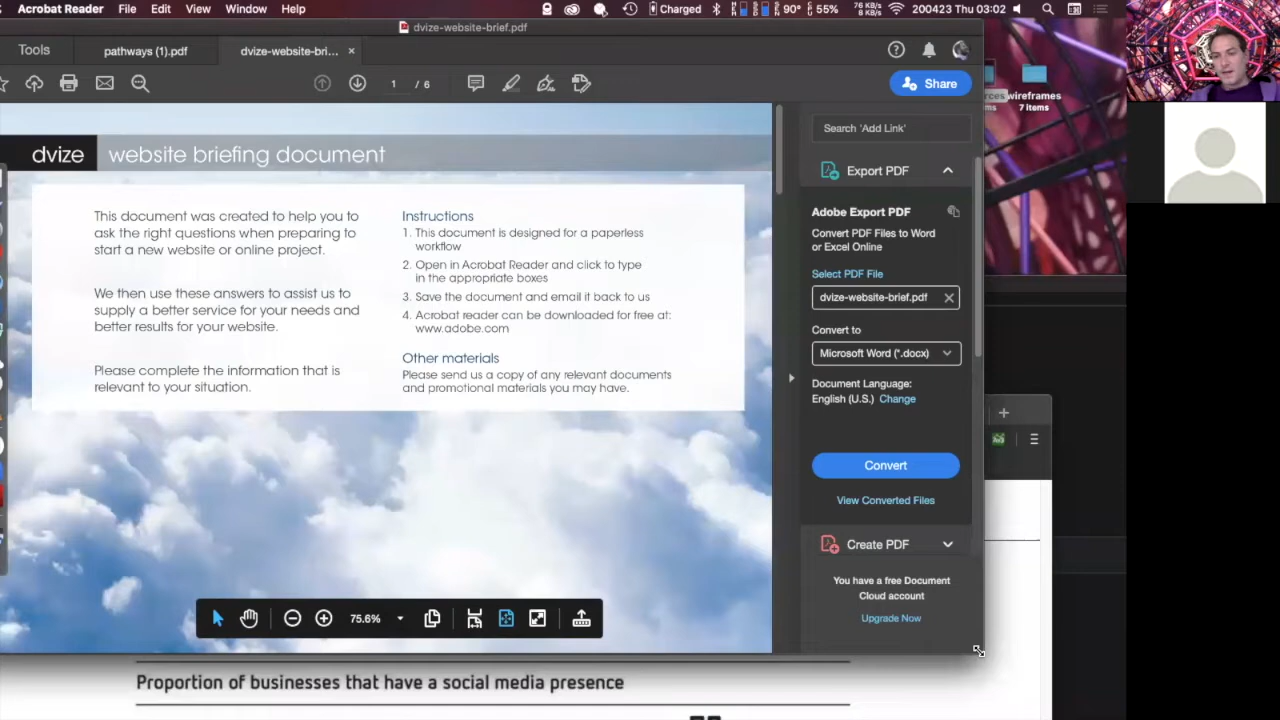 Acrobat Reader File Edit View Window Help
Charged 90° 55% 76 KB/s 8 KB/s 200423 Thu 03:02
dvize-website-brief.pdf
Tools pathways (1).pdf dvize-website-bri... ×
1 / 6
Share
wireframes
7 items
dvize website briefing document
This document was created to help you to
ask the right questions when preparing to
start a new website or online project.
We then use these answers to assist us to
supply a better service for your needs and
better results for your website.
Please complete the information that is
relevant to your situation.
Instructions
1. This document is designed for a paperless
workflow
2. Open in Acrobat Reader and click to type
in the appropriate boxes
3. Save the document and email it back to us
4. Acrobat reader can be downloaded for free at:
www.adobe.com
Other materials
Please send us a copy of any relevant documents
and promotional materials you may have.
Search 'Add Link'
Export PDF
Adobe Export PDF
Convert PDF Files to Word
or Excel Online
Select PDF File
dvize-website-brief.pdf
Convert to
Microsoft Word (*.docx)
Document Language:
English (U.S.) Change
Convert
View Converted Files
Create PDF
You have a free Document
Cloud account
Upgrade Now
75.6%
Proportion of businesses that have a social media presence